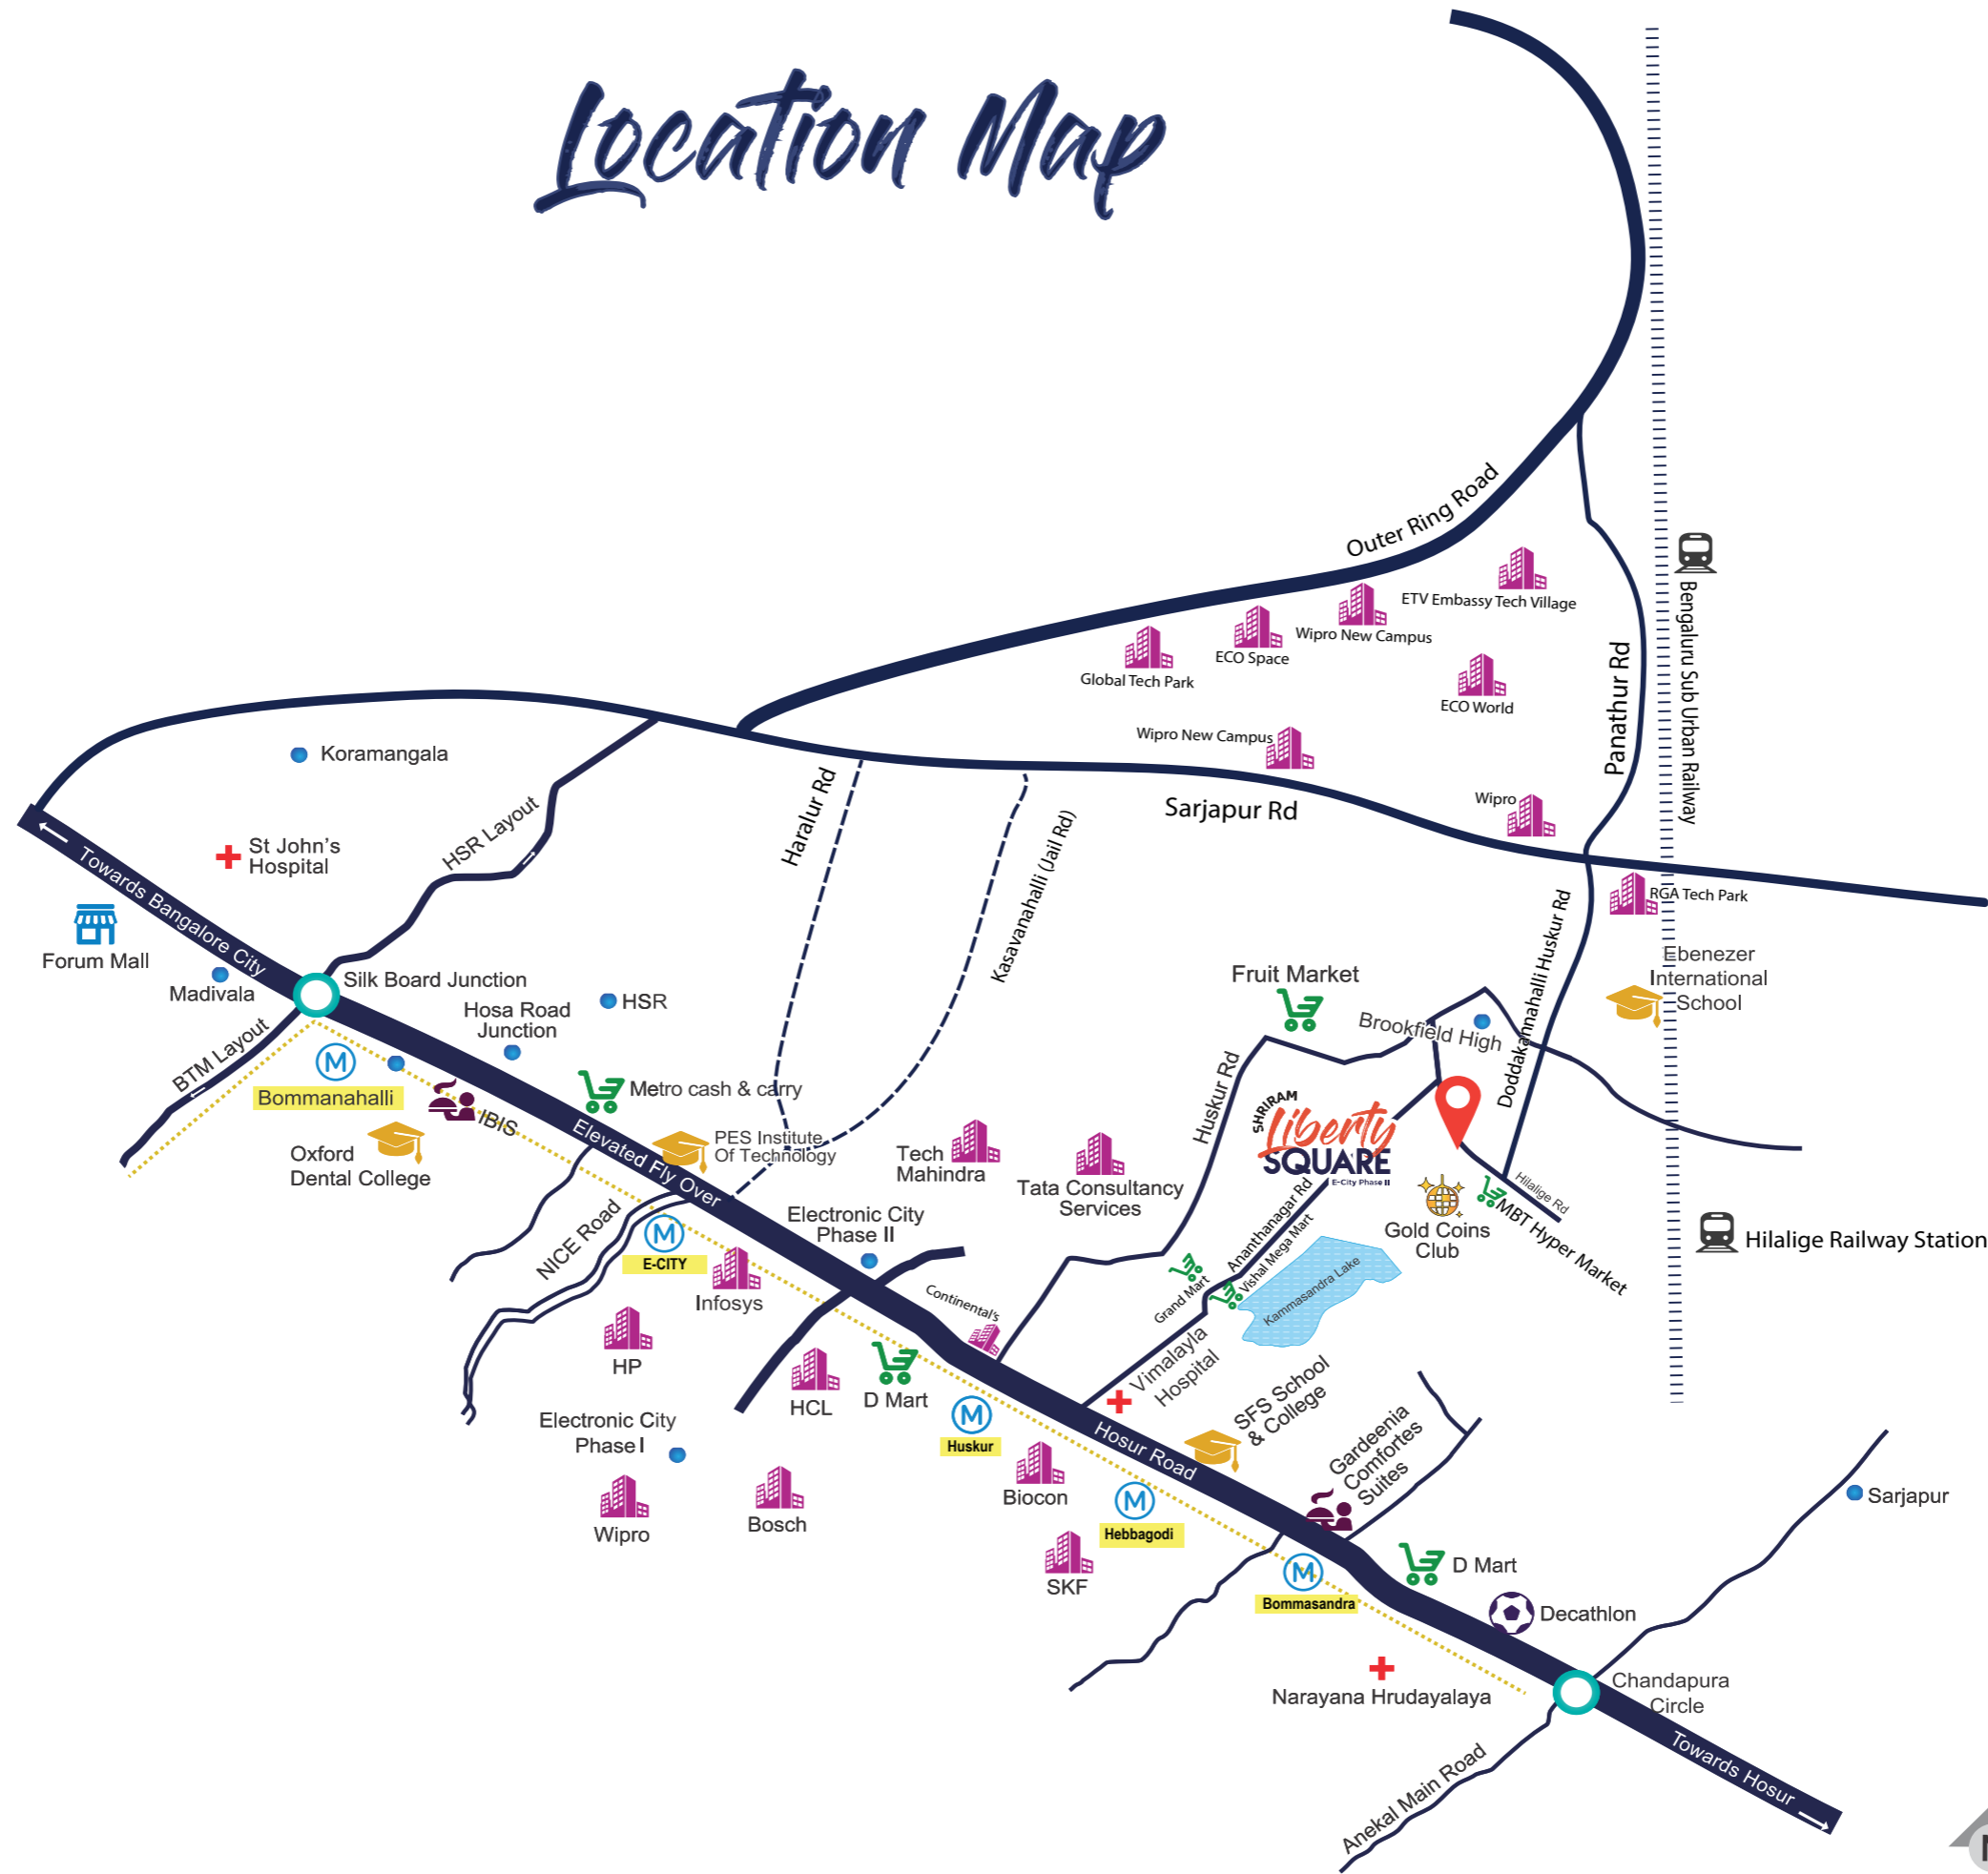 Location Map
Outer Ring Road
ETV Embassy Tech Village
Wipro New Campus
ECO Space
Global Tech Park
ECO World
Panathur Rd
Bengaluru Sub Urban Railway
Wipro New Campus
Koramangala
Haralur Rd
Sarjapur Rd
Wipro
HSR Layout
St John's
Hospital
Kasavanahalli (Jail Rd)
Towards Bangalore City
RGA Tech Park
Forum Mall
Madivala
Silk Board Junction
Hosa Road
Junction
HSR
Fruit Market
Brookfield High
Doddakannahalli Huskur Rd
Ebenezer
International
School
BTM Layout
Bommanahalli
IBIS
Metro cash & carry
Oxford
Dental College
Elevated Fly Over
PES Institute
Of Technology
Tech
Mahindra
Tata Consultancy
Services
Huskur Rd
SHRIRAM
Liberty
SQUARE
E-City Phase II
Hilalige Rd
MBT Hyper Market
Gold Coins
Club
Hilalige Railway Station
NICE Road
M
M
E-CITY
Infosys
Electronic City
Phase II
Continental's
Ananthanagar Rd
Vishal Mega Mart
Grand Mart
Kammasandra Lake
HP
HCL
D Mart
M
Huskur
Vimalayla
Hospital
SFS School
& College
Gardeenia
Comfortes
Suites
Electronic City
Phase I
Wipro
Bosch
Biocon
Hosur Road
M
Hebbagodi
SKF
M
Bommasandra
D Mart
Decathlon
Sarjapur
Narayana Hrudayalaya
Chandapura
Circle
Anekal Main Road
Towards Hosur